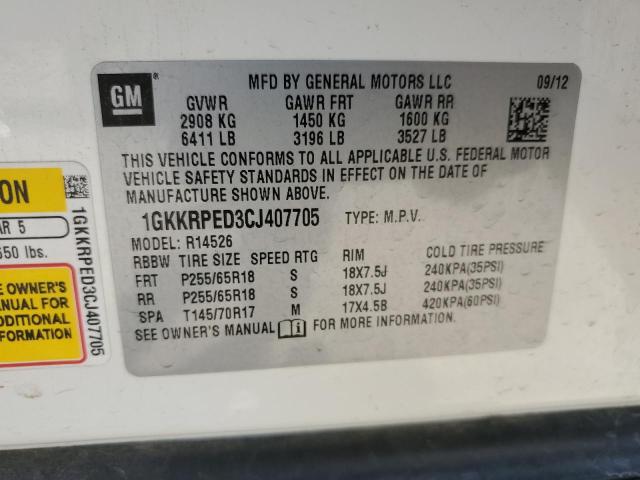 GM
MFD BY GENERAL MOTORS LLC 09/12
GVWR GAWR FRT GAWR RR
2908 KG 1450 KG 1600 KG
6411 LB 3196 LB 3527 LB
THIS VEHICLE CONFORMS TO ALL APPLICABLE U.S. FEDERAL MOTOR
VEHICLE SAFETY STANDARDS IN EFFECT ON THE DATE OF
MANUFACTURE SHOWN ABOVE.
1GKKRPED3CJ407705 TYPE: M.P.V.
MODEL: R14526
RBBW TIRE SIZE SPEED RTG RIM COLD TIRE PRESSURE
FRT P255/65R18 S 18X7.5J 240KPA(35PSI)
RR P255/65R18 S 18X7.5J 240KPA(35PSI)
SPA T145/70R17 M 17X4.5B 420KPA(60PSI)
SEE OWNER'S MANUAL FOR MORE INFORMATION.
ION
AR 5
550 lbs.
EE OWNER'S
ANUAL FOR
DDITIONAL
FORMATION
1GKKRPED3CJ407705